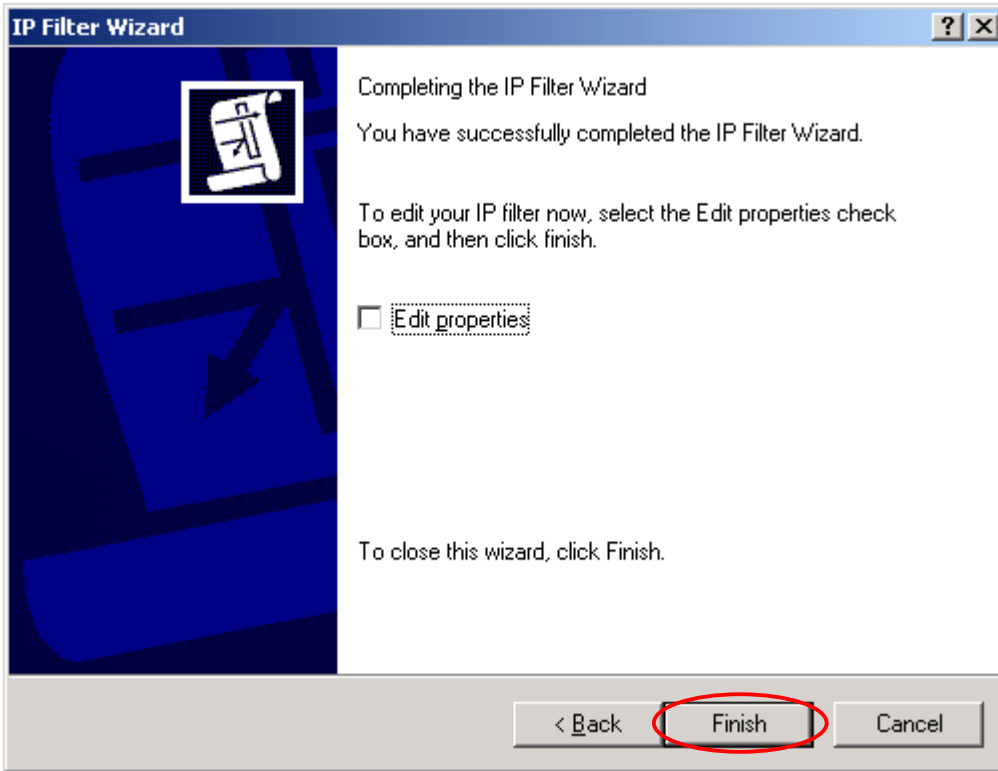 IP Filter Wizard
Completing the IP Filter Wizard
You have successfully completed the IP Filter Wizard.
To edit your IP filter now, select the Edit properties check
box, and then click finish.
Edit properties
To close this wizard, click Finish.
< Back
Finish
Cancel